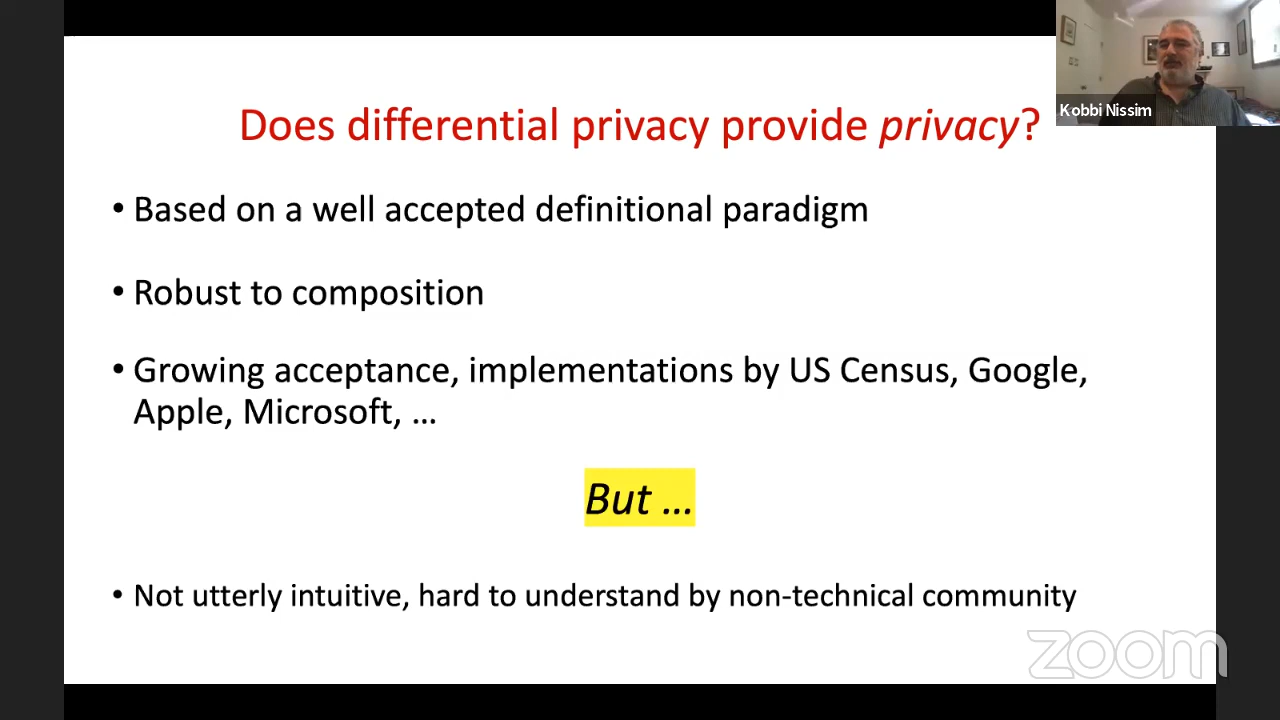 Kobbi Nissim
Does differential privacy provide privacy?
• Based on a well accepted definitional paradigm
• Robust to composition
• Growing acceptance, implementations by US Census, Google,
Apple, Microsoft, ...
But ...
• Not utterly intuitive, hard to understand by non-technical community
zoom